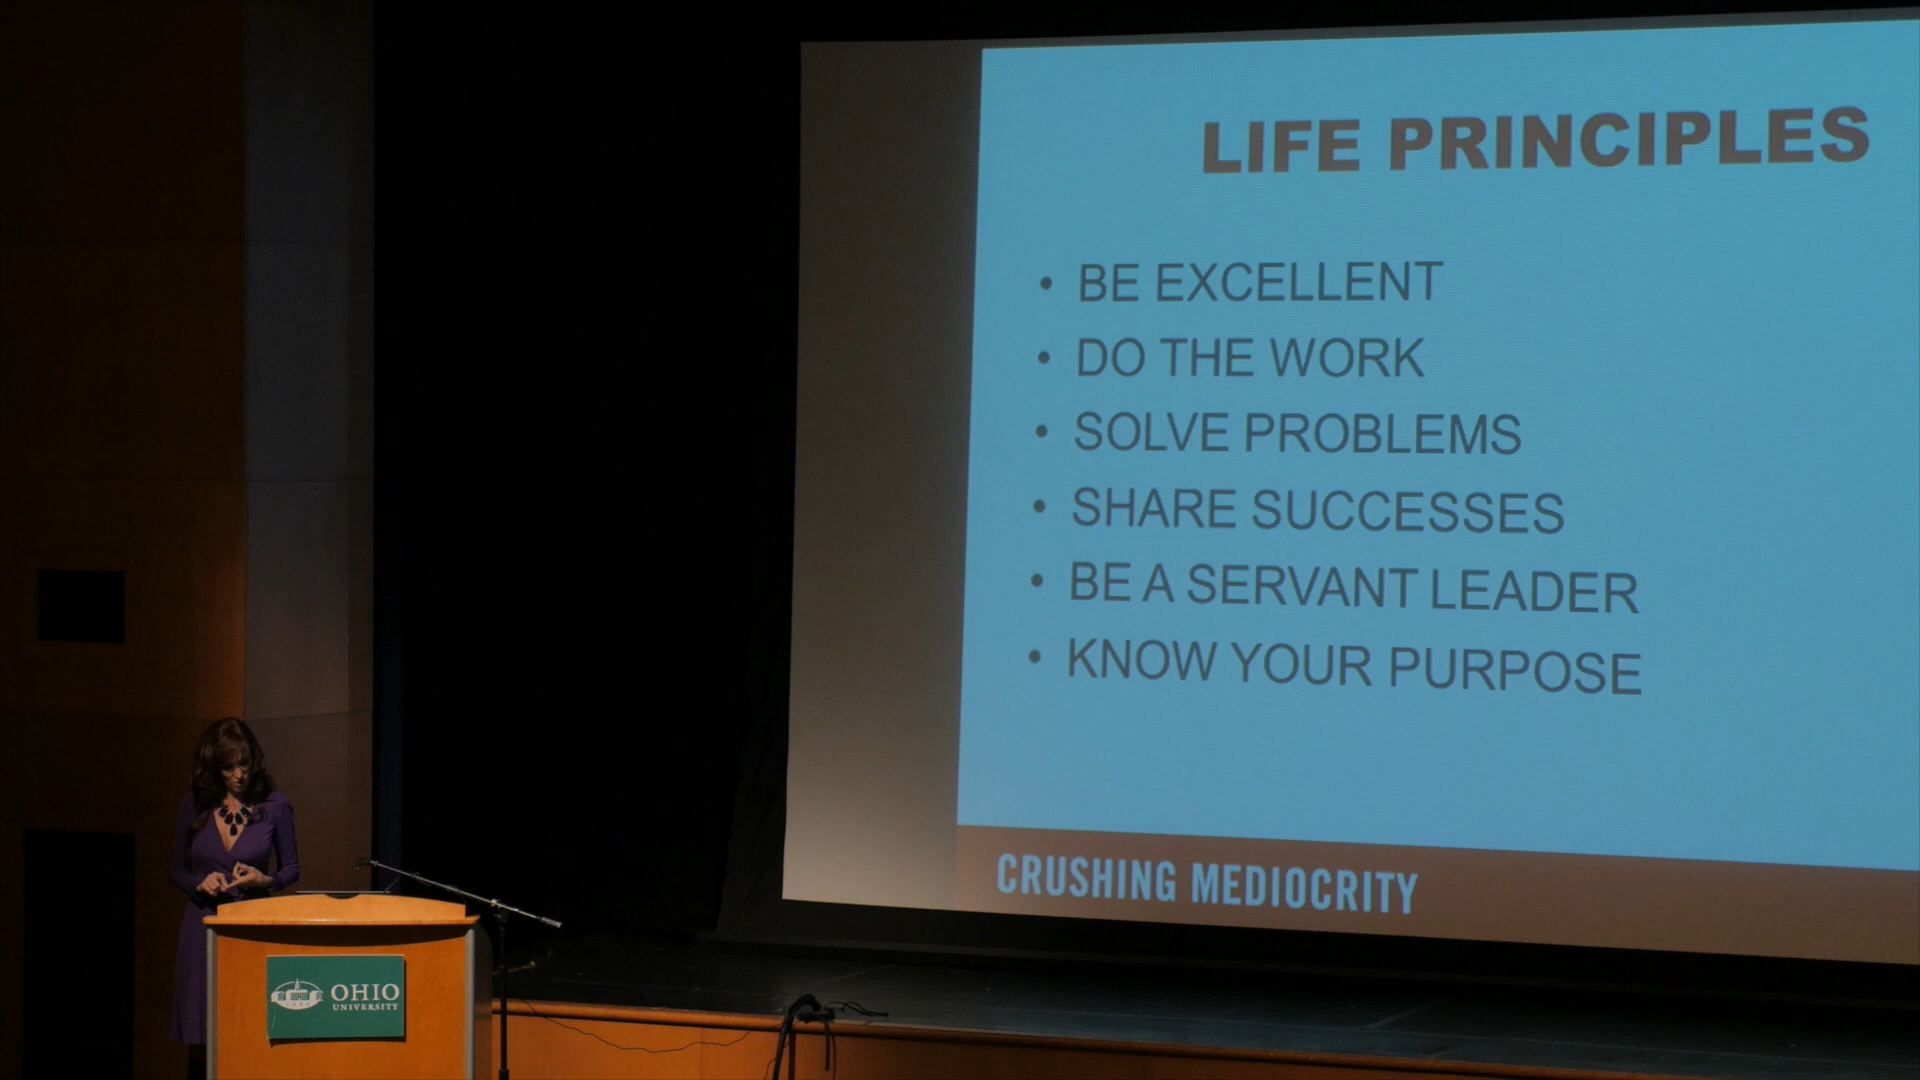 LIFE PRINCIPLES
• BE EXCELLENT
• DO THE WORK
• SOLVE PROBLEMS
• SHARE SUCCESSES
• BE A SERVANT LEADER
• KNOW YOUR PURPOSE
CRUSHING MEDIOCRITY
OHIO
UNIVERSITY